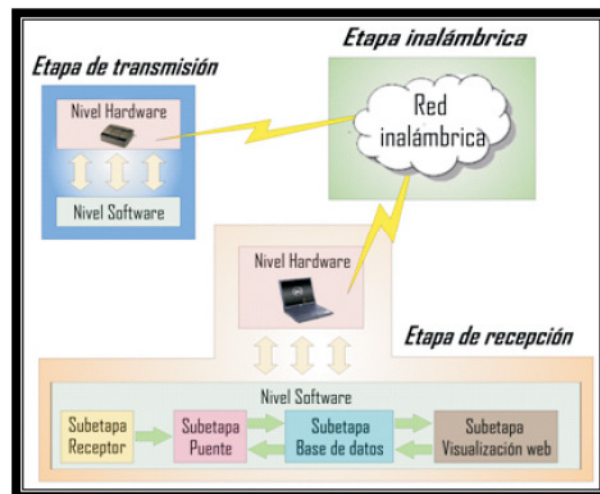 Etapa inalámbrica
Etapa de transmisión
Nivel Hardware
Red
inalámbrica
Nivel Software
Nivel Hardware
Etapa de recepción
Nivel Software
Subetapa
Receptor
Subetapa
Puente
Subetapa
Base de datos
Subetapa
Visualización web